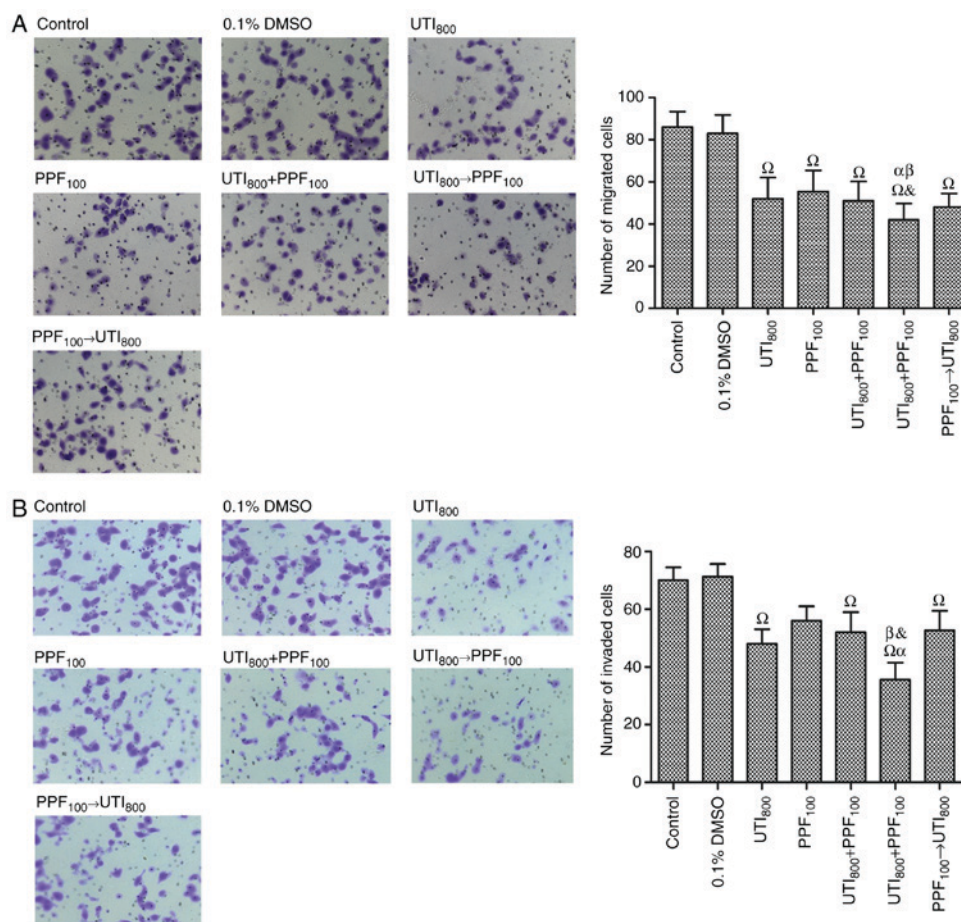 A
Control
0.1% DMSO
UTI800
PPF100
UTI800+PPF100
UTI800→PPF100
PPF100→UTI800
Number of migrated cells
100
80
60
40
20
0
Ω
Ω
Ω
αβ
Ω&
Ω
Control
0.1% DMSO
UTI800
PPF100
UTI800+PPF100
UTI800+PPF100
PPF100→UTI800
B
Control
0.1% DMSO
UTI800
PPF100
UTI800+PPF100
UTI800→PPF100
PPF100→UTI800
Number of invaded cells
80
60
40
20
0
Ω
Ω
β&
Ωα
Ω
Control
0.1% DMSO
UTI800
PPF100
UTI800+PPF100
UTI800+PPF100
PPF100→UTI800